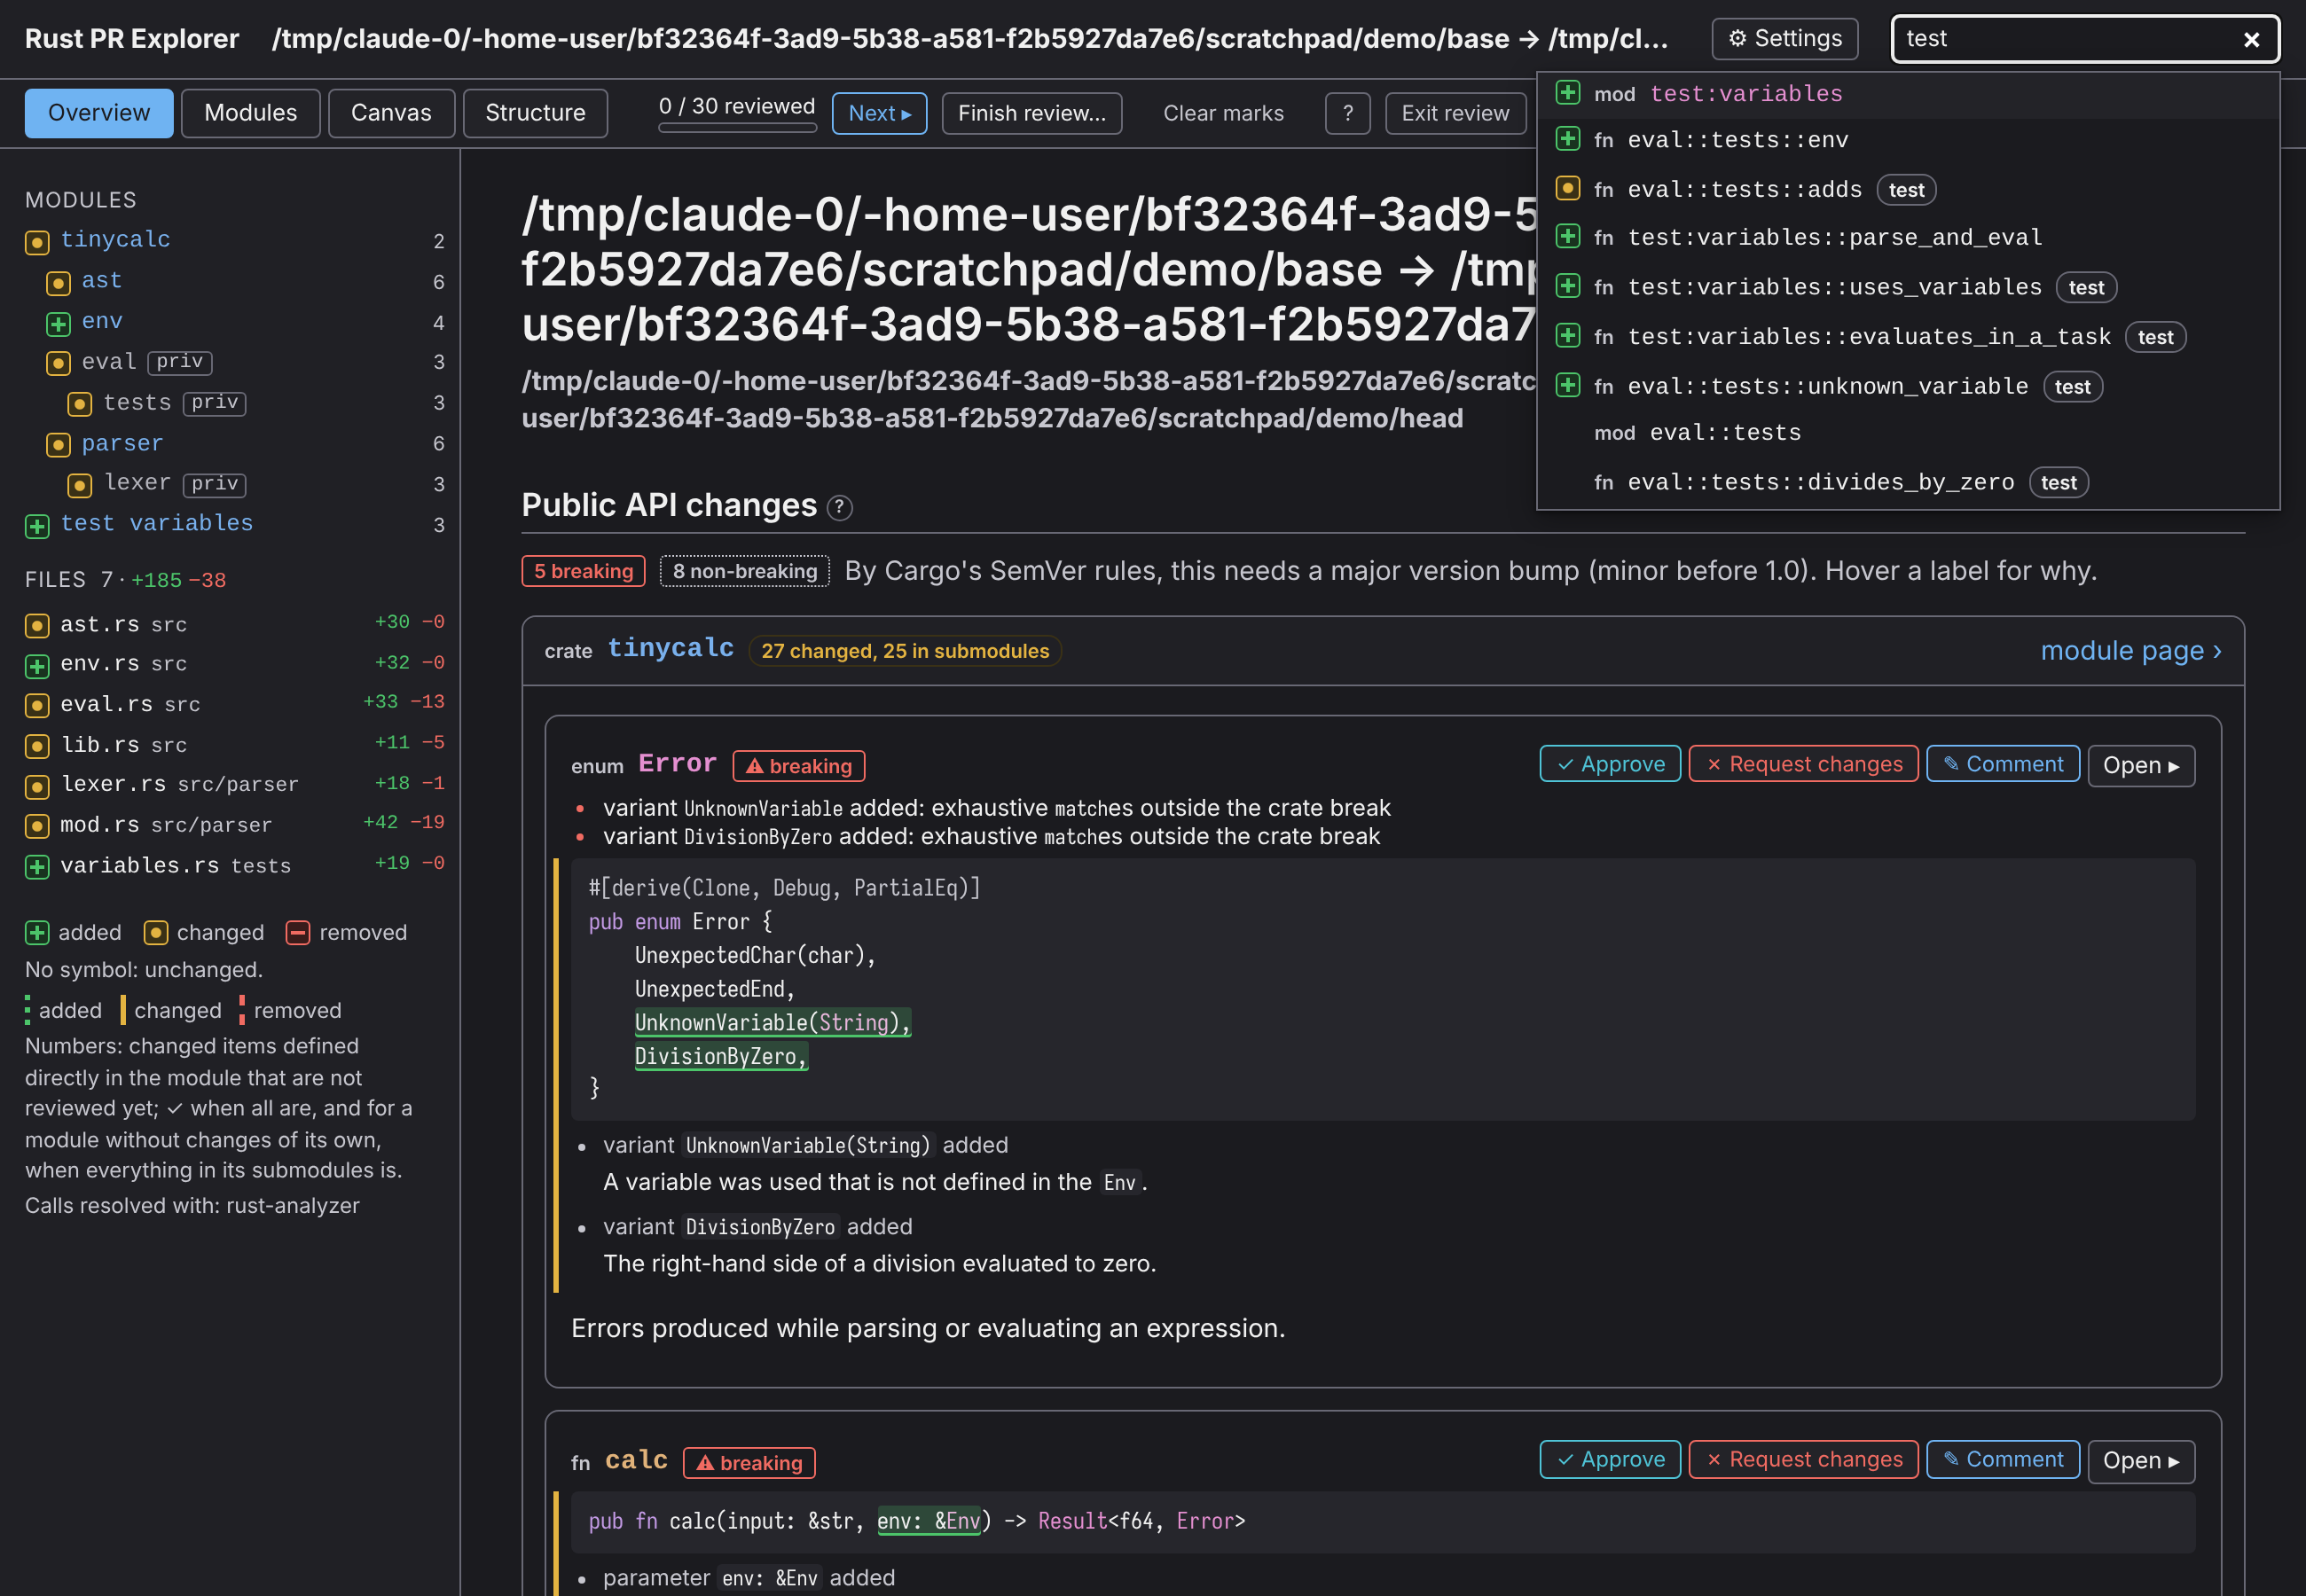 Rust PR Explorer
/tmp/claude-0/-home-user/bf32364f-3ad9-5b38-a581-f2b5927da7e6/scratchpad/demo/base → /tmp/cl…
⚙ Settings
test
×
Overview
Modules
Canvas
Structure
0 / 30 reviewed
Next ▸
Finish review…
Clear marks
?
Exit review
mod test:variables
fn eval::tests::env
fn eval::tests::adds test
fn test:variables::parse_and_eval
fn test:variables::uses_variables test
fn test:variables::evaluates_in_a_task test
fn eval::tests::unknown_variable test
mod eval::tests
fn eval::tests::divides_by_zero test
MODULES
tinycalc 2
ast 6
env 4
eval priv 3
tests priv 3
parser 6
lexer priv 3
test variables 3
FILES 7 · +185 −38
ast.rs src +30 −0
env.rs src +32 −0
eval.rs src +33 −13
lib.rs src +11 −5
lexer.rs src/parser +18 −1
mod.rs src/parser +42 −19
variables.rs tests +19 −0
added changed removed
No symbol: unchanged.
added changed removed
Numbers: changed items defined
directly in the module that are not
reviewed yet; ✓ when all are, and for a
module without changes of its own,
when everything in its submodules is.
Calls resolved with: rust-analyzer
/tmp/claude-0/-home-user/bf32364f-3ad9-5
f2b5927da7e6/scratchpad/demo/base → /tmp
user/bf32364f-3ad9-5b38-a581-f2b5927da7
/tmp/claude-0/-home-user/bf32364f-3ad9-5b38-a581-f2b5927da7e6/scratc
user/bf32364f-3ad9-5b38-a581-f2b5927da7e6/scratchpad/demo/head
Public API changes ?
5 breaking 8 non-breaking By Cargo's SemVer rules, this needs a major version bump (minor before 1.0). Hover a label for why.
crate tinycalc 27 changed, 25 in submodules module page ›
enum Error ⚠ breaking ✓ Approve × Request changes ✎ Comment Open ▸
• variant UnknownVariable added: exhaustive matches outside the crate break
• variant DivisionByZero added: exhaustive matches outside the crate break
#[derive(Clone, Debug, PartialEq)]
pub enum Error {
UnexpectedChar(char),
UnexpectedEnd,
UnknownVariable(String),
DivisionByZero,
}
• variant UnknownVariable(String) added
A variable was used that is not defined in the Env.
• variant DivisionByZero added
The right-hand side of a division evaluated to zero.
Errors produced while parsing or evaluating an expression.
fn calc ⚠ breaking ✓ Approve × Request changes ✎ Comment Open ▸
pub fn calc(input: &str, env: &Env) -> Result<f64, Error>
• parameter env: &Env added